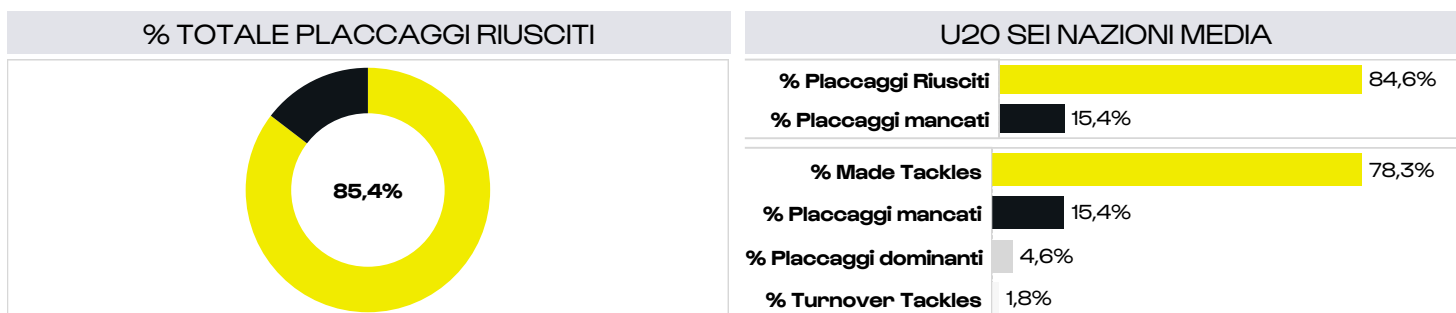 % TOTALE PLACCAGGI RIUSCITI
85,4%
U20 SEI NAZIONI MEDIA
% Placcaggi Riusciti 84,6%
% Placcaggi mancati 15,4%
% Made Tackles 78,3%
% Placcaggi mancati 15,4%
% Placcaggi dominanti 4,6%
% Turnover Tackles 1,8%